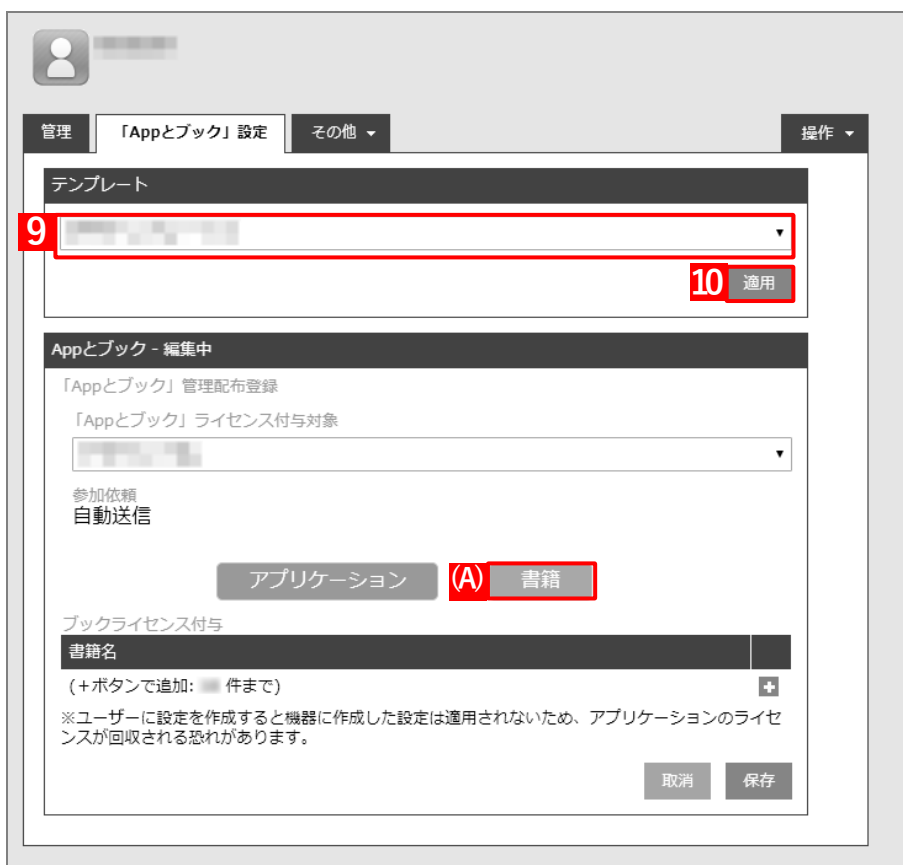 管理
「Appとブック」設定
その他 ▾
操作 ▾
テンプレート
9
▼
10
適用
Appとブック - 編集中
「Appとブック」管理配布登録
「Appとブック」ライセンス付与対象
▼
参加依頼
自動送信
アプリケーション
(A)
書籍
ブックライセンス付与
書籍名
(+ボタンで追加: 件まで)
+
※ユーザーに設定を作成すると機器に作成した設定は適用されないため、アプリケーションのライセ
ンスが回収される恐れがあります。
取消
保存